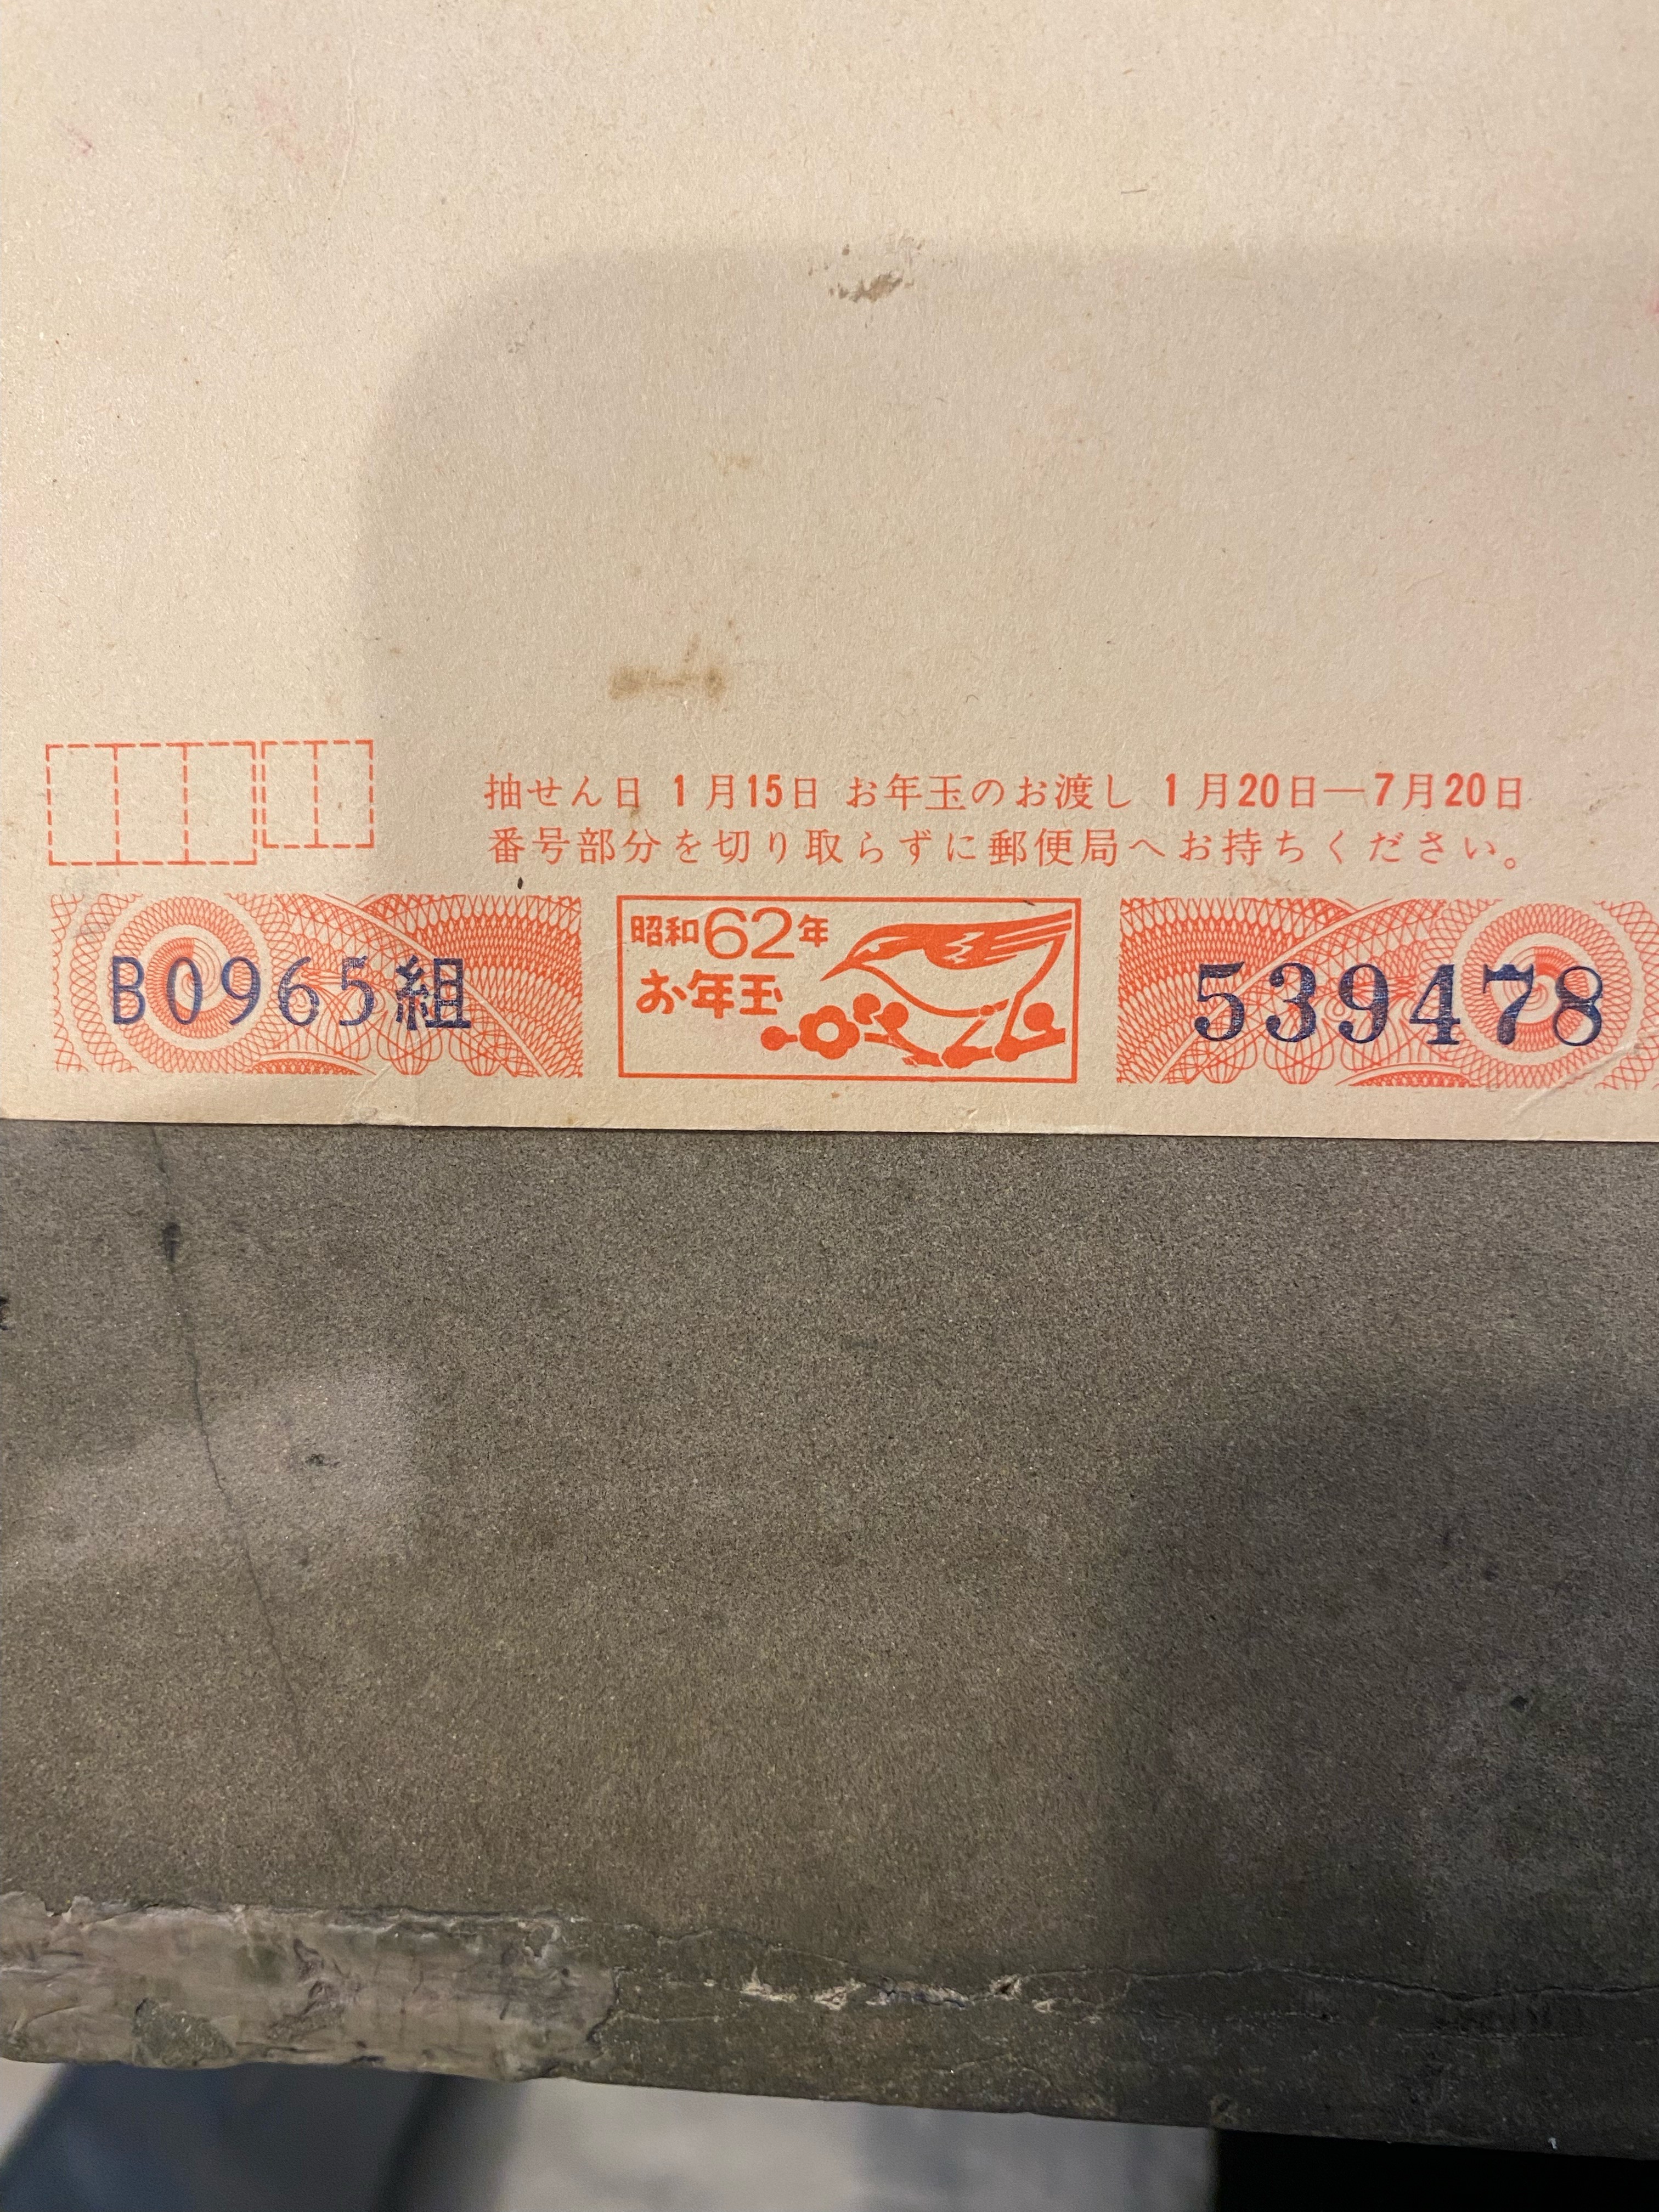 抽せん日 1月15日 お年玉のお渡し 1月20日―7月20日
番号部分を切り取らずに郵便局へお持ちください。
B0965組
昭和62年
お年玉
539478